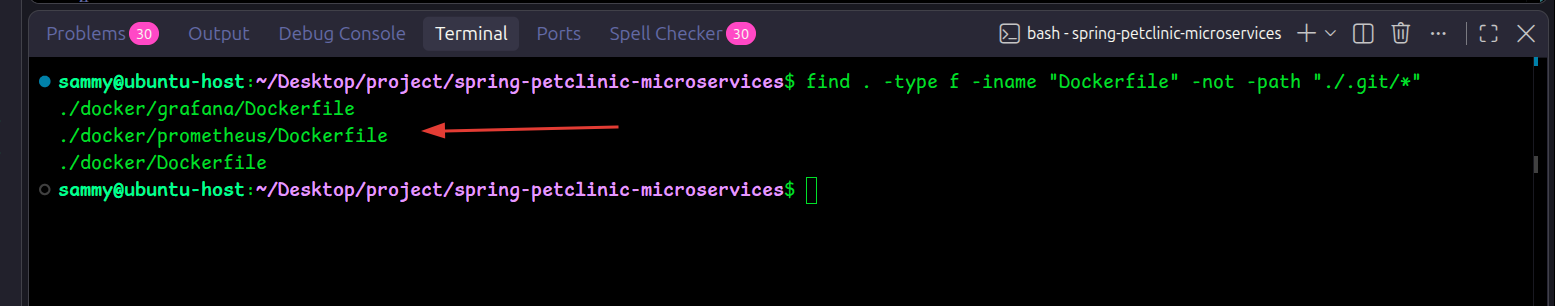 Problems 30 Output Debug Console Terminal Ports Spell Checker 30 bash - spring-petclinic-microservices
sammy@ubuntu-host:~/Desktop/project/spring-petclinic-microservices$ find . -type f -iname "Dockerfile" -not -path "./.git/*"
./docker/grafana/Dockerfile
./docker/prometheus/Dockerfile
./docker/Dockerfile
sammy@ubuntu-host:~/Desktop/project/spring-petclinic-microservices$